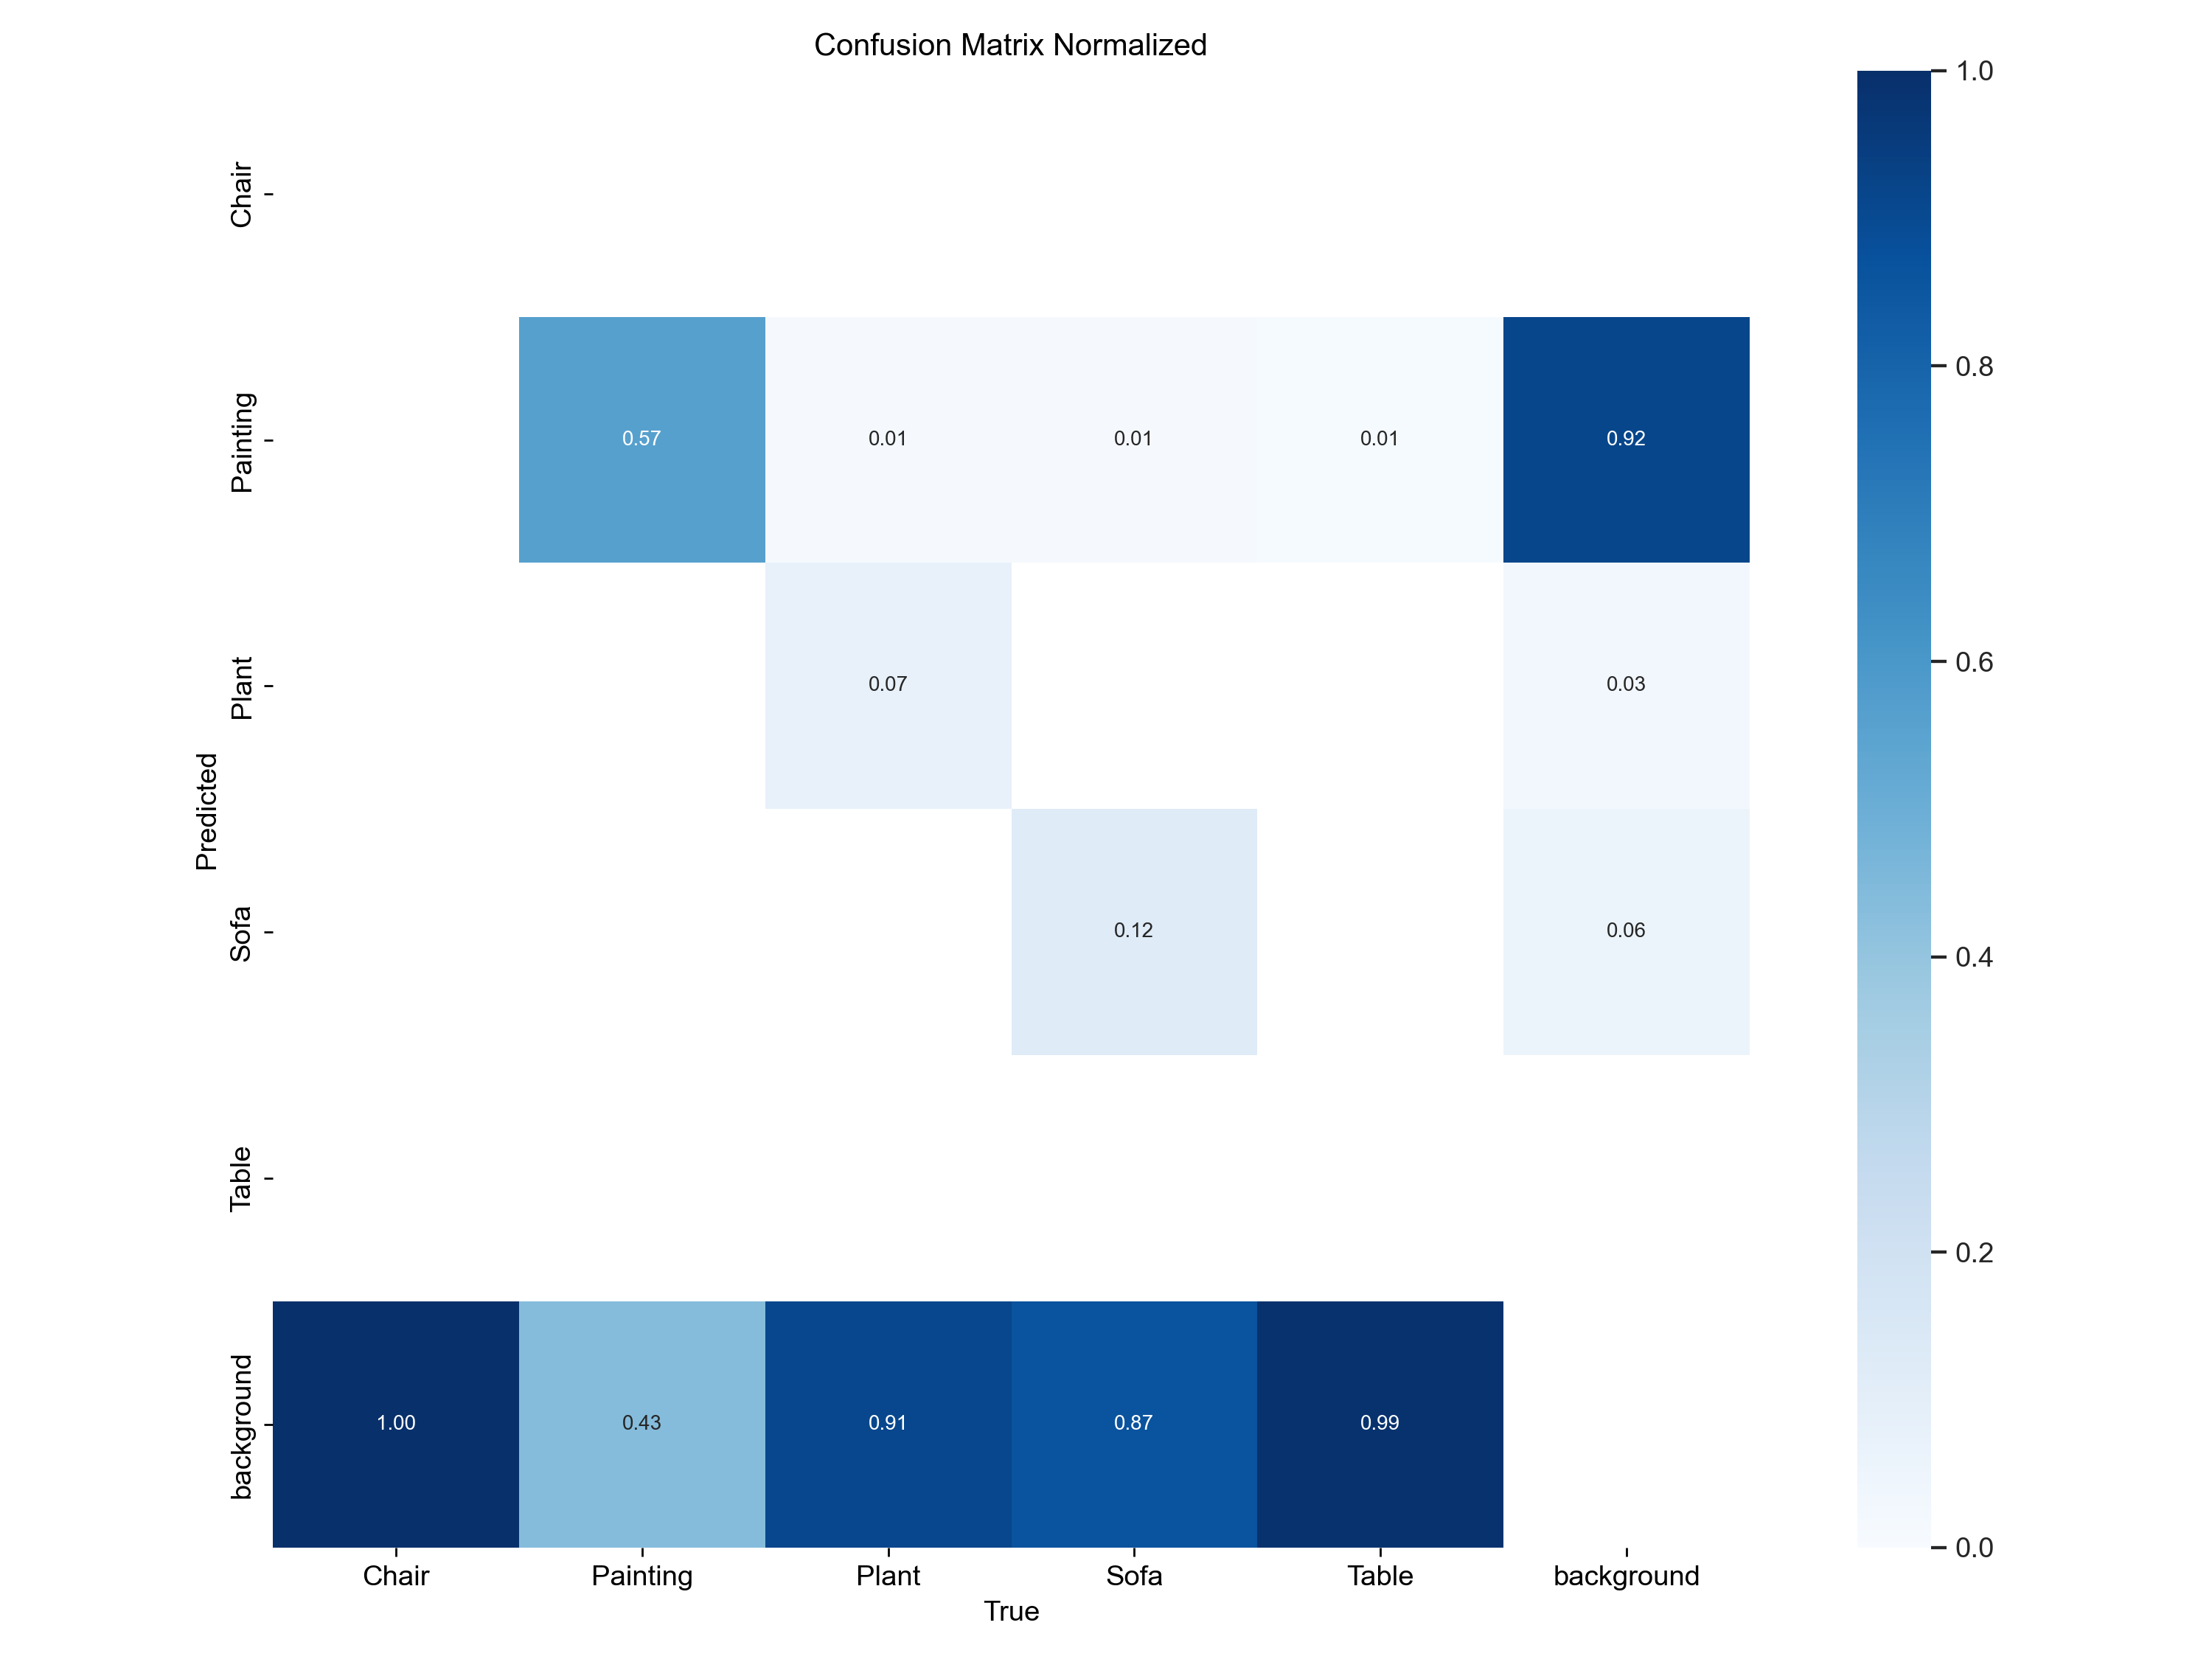 Confusion Matrix Normalized
Chair
Painting
Plant
Sofa
Table
background
Predicted
0.57 0.01 0.01 0.01 0.92
0.07 0.03
0.12 0.06
1.00 0.43 0.91 0.87 0.99
Chair Painting Plant Sofa Table background
True
1.0
0.8
0.6
0.4
0.2
0.0